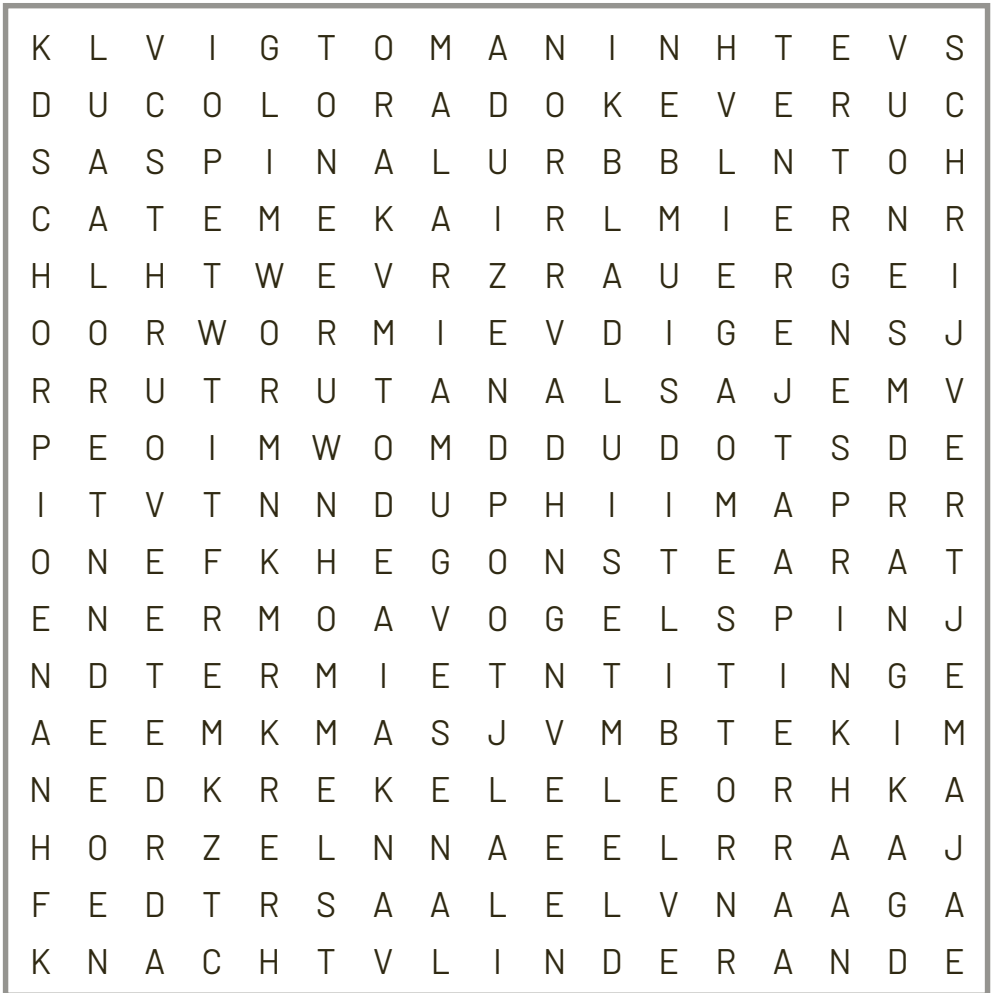 K L V I G T O M A N I N H T E V S
D U C O L O R A D O K E V E R U C
S A S P I N A L U R B B L N T O H
C A T E M E K A I R L M I E R N R
H L H T W E V R Z R A U E R G E I
O O R W O R M I E V D I G E N S J
R R U T R U T A N A L S A J E M V
P E O I M W O M D D U D O T S D E
I T V T N N D U P H I I M A P R R
O N E F K H E G O N S T E A R A T
E N E R M O A V O G E L S P I N J
N D T E R M I E T N T I T I N G E
A E E M K M A S J V M B T E K I M
N E D K R E K E L E L E O R H K A
H O R Z E L N N A E E L R R A A J
F E D T R S A A L E L V N A A G A
K N A C H T V L I N D E R A N D E